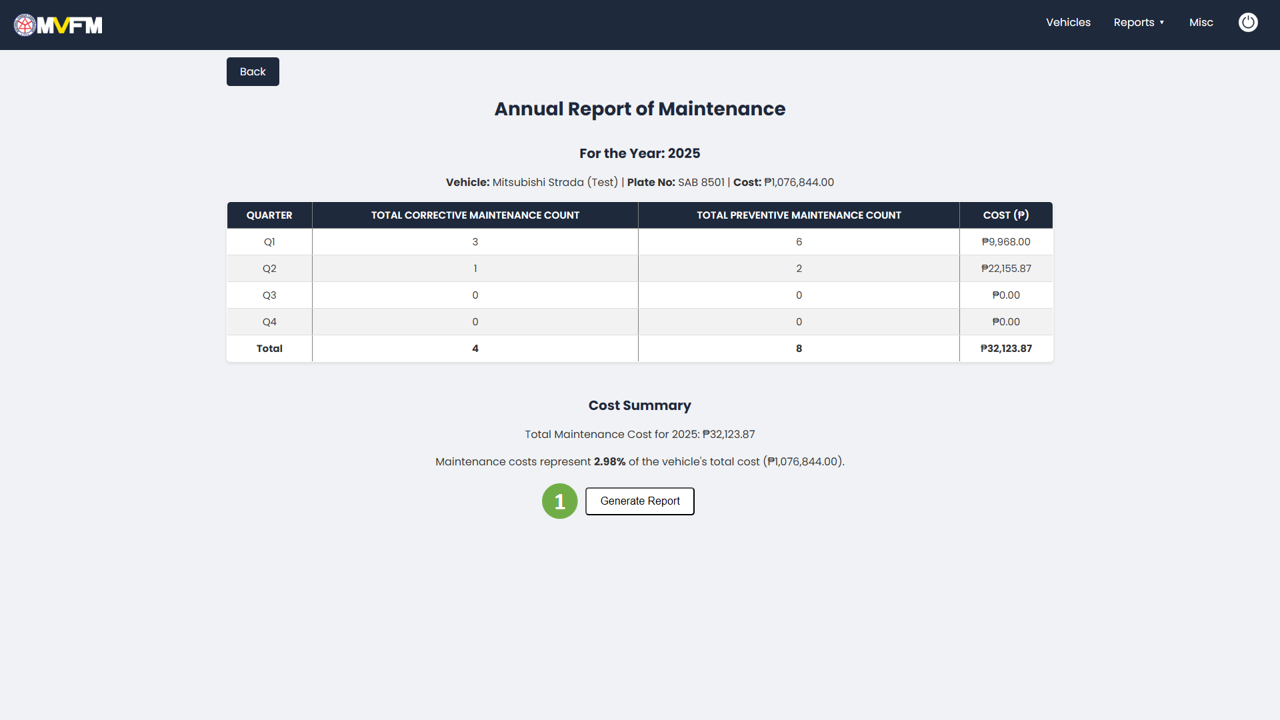 MVFM
Vehicles Reports ▼ Misc
Back
Annual Report of Maintenance
For the Year: 2025
Vehicle: Mitsubishi Strada (Test) | Plate No: SAB 8501 | Cost: ₱1,076,844.00
QUARTER TOTAL CORRECTIVE MAINTENANCE COUNT TOTAL PREVENTIVE MAINTENANCE COUNT COST (₱)
Q1 3 6 ₱9,968.00
Q2 1 2 ₱22,155.87
Q3 0 0 ₱0.00
Q4 0 0 ₱0.00
Total 4 8 ₱32,123.87
Cost Summary
Total Maintenance Cost for 2025: ₱32,123.87
Maintenance costs represent 2.98% of the vehicle's total cost (₱1,076,844.00).
1 Generate Report